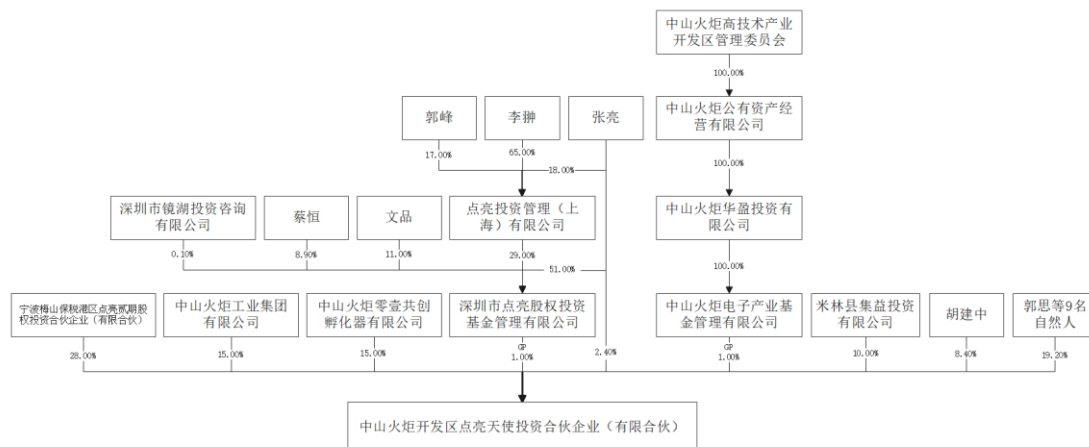 中山火炬高技术产业
开发区管理委员会
100.00%
郭峰
李翀
张亮
中山火炬公有资产经
营有限公司
17.00%
65.00%
18.00%
100.00%
深圳市镜湖投资咨询
有限公司
蔡恒
文品
点亮投资管理（上
海）有限公司
中山火炬华盈投资有
限公司
0.10%
8.90%
11.00%
29.00%
51.00%
100.00%
宁波梅山保税港区点亮贰期股
权投资合伙企业（有限合伙）
中山火炬工业集团
有限公司
中山火炬零壹共创
孵化器有限公司
深圳市点亮股权投资
基金管理有限公司
中山火炬电子产业基
金管理有限公司
米林县集益投资
有限公司
胡建中
郭思等9名
自然人
28.00%
15.00%
15.00%
GP
1.00%
2.40%
GP
1.00%
10.00%
8.40%
19.20%
中山火炬开发区点亮天使投资合伙企业（有限合伙）